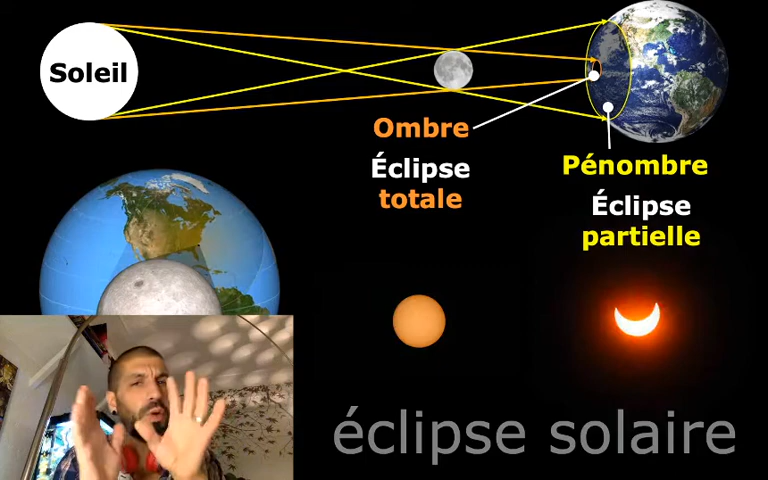 Soleil
Ombre
Éclipse
totale
Pénombre
Éclipse
partielle
éclipse solaire